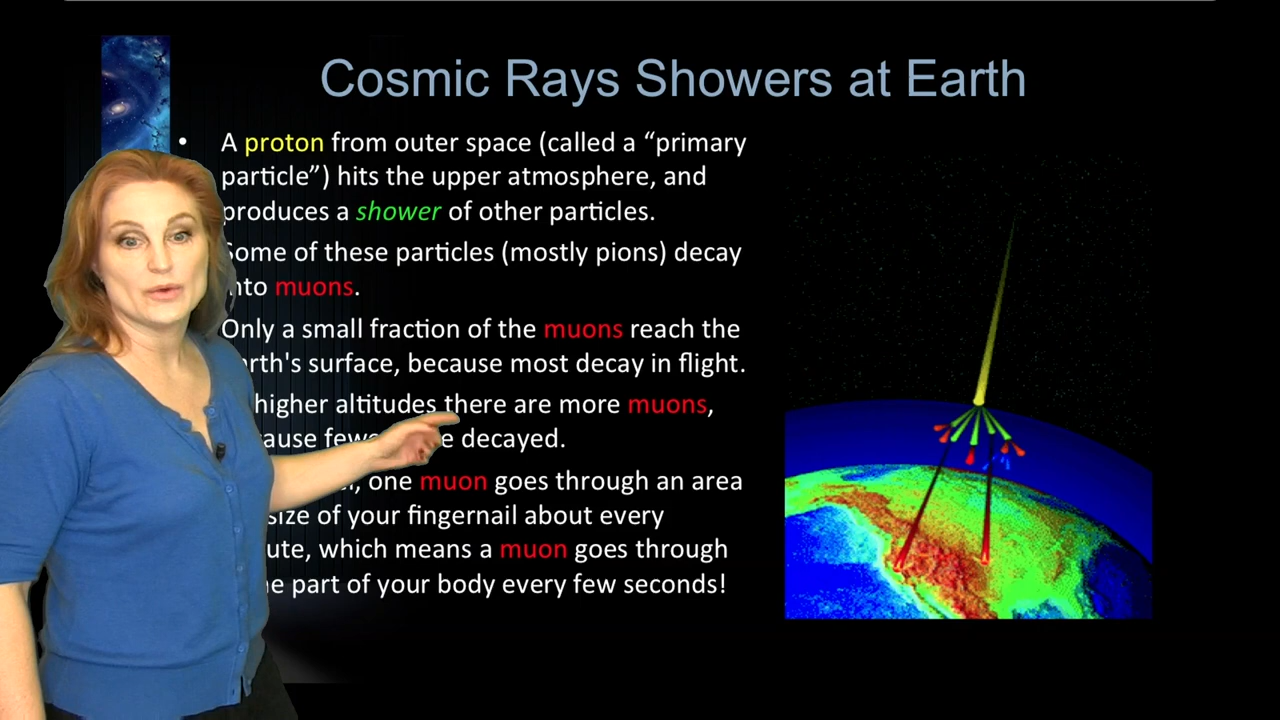 Cosmic Rays Showers at Earth
• A proton from outer space (called a “primary
particle”) hits the upper atmosphere, and
produces a shower of other particles.
Some of these particles (mostly pions) decay
into muons.
Only a small fraction of the muons reach the
earth's surface, because most decay in flight.
higher altitudes there are more muons,
decayed.
one muon goes through an area
size of your fingernail about every
which means a muon goes through
part of your body every few seconds!